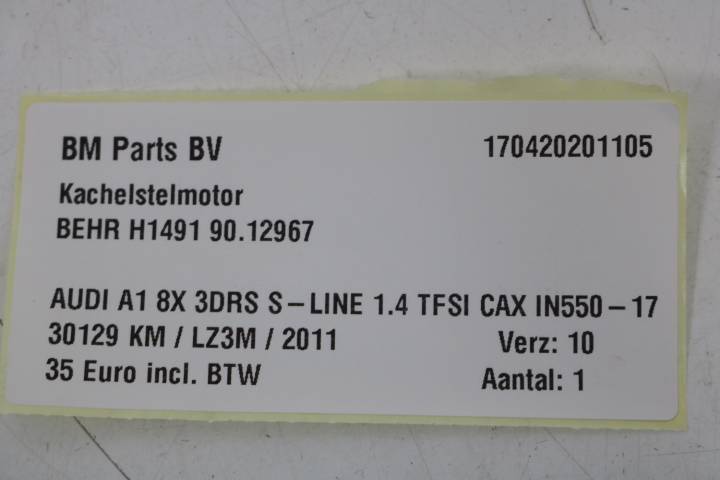 BM Parts BV 170420201105
Kachelstelmotor
BEHR H1491 90.12967
AUDI A1 8X 3DRS S-LINE 1.4 TFSI CAX IN550-17
30129 KM / LZ3M / 2011 Verz: 10
35 Euro incl. BTW Aantal: 1